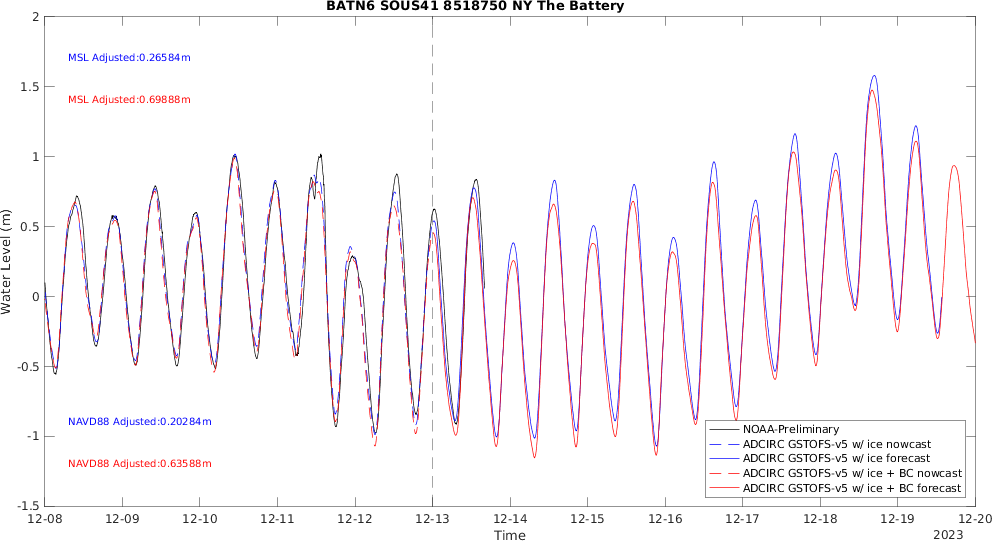 BATN6 SOUS41 8518750 NY The Battery
MSL Adjusted:0.26584m
MSL Adjusted:0.69888m
NAVD88 Adjusted:0.20284m
NAVD88 Adjusted:0.63588m
Water Level (m)
2
1.5
1
0.5
0
-0.5
-1
-1.5
NOAA-Preliminary
ADCIRC GSTOFS-v5 w/ ice nowcast
ADCIRC GSTOFS-v5 w/ ice forecast
ADCIRC GSTOFS-v5 w/ ice + BC nowcast
ADCIRC GSTOFS-v5 w/ ice + BC forecast
12-08 12-09 12-10 12-11 12-12 12-13 12-14 12-15 12-16 12-17 12-18 12-19 12-20
Time
2023